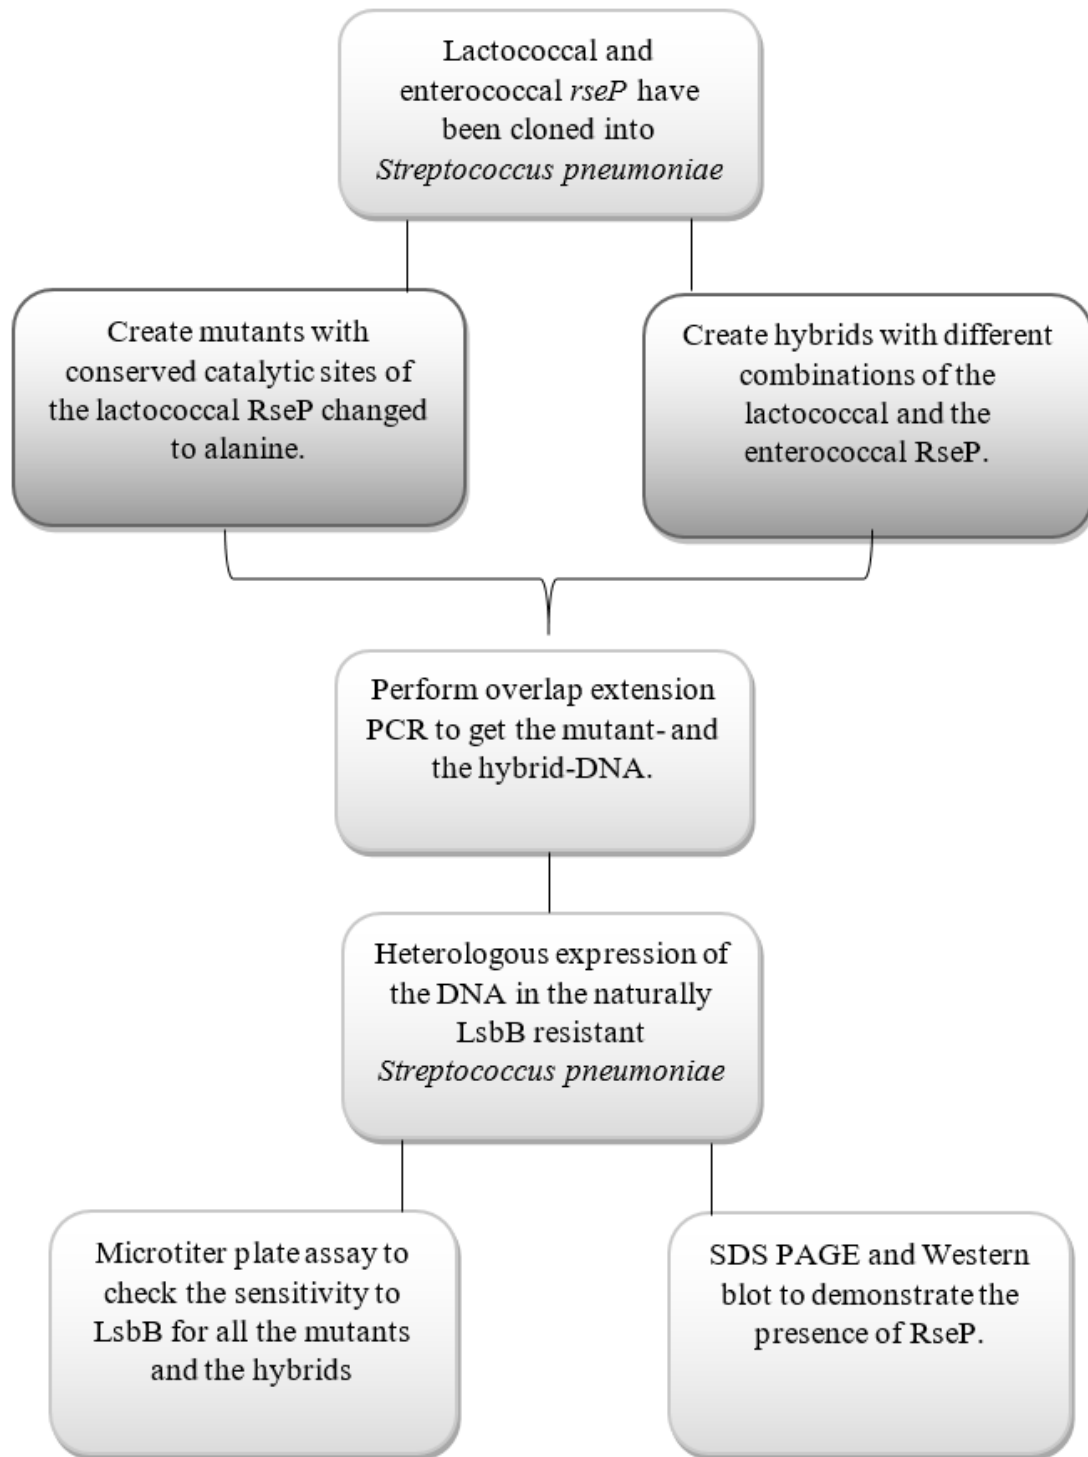 Lactococcal and
enterococcal rseP have
been cloned into
Streptococcus pneumoniae
Create mutants with
conserved catalytic sites of
the lactococcal RseP changed
to alanine.
Create hybrids with different
combinations of the
lactococcal and the
enterococcal RseP.
Perform overlap extension
PCR to get the mutant- and
the hybrid-DNA.
Heterologous expression of
the DNA in the naturally
LsbB resistant
Streptococcus pneumoniae
Microtiter plate assay to
check the sensitivity to
LsbB for all the mutants
and the hybrids
SDS PAGE and Western
blot to demonstrate the
presence of RseP.